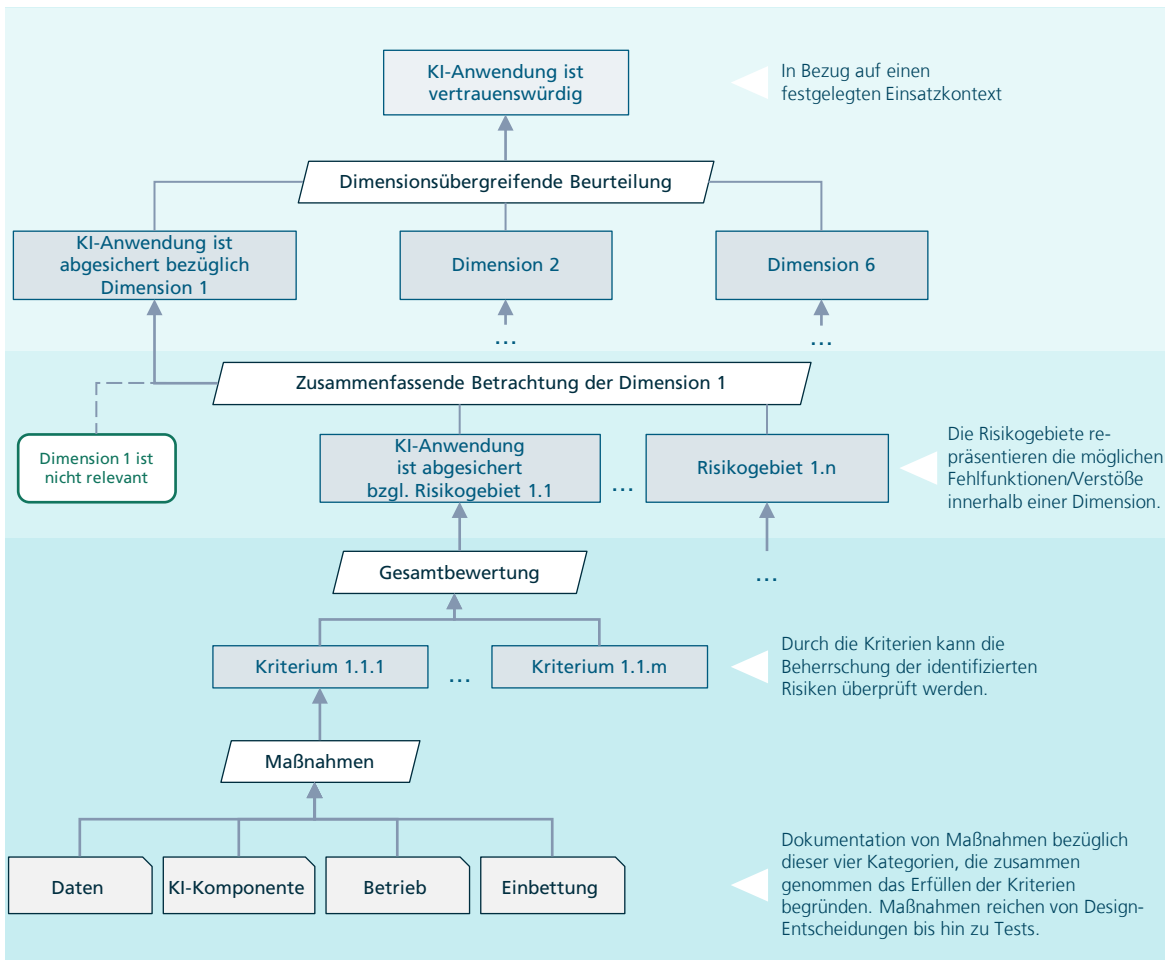 KI-Anwendung ist
vertrauenswürdig
In Bezug auf einen
festgelegten Einsatzkontext
Dimensionsübergreifende Beurteilung
KI-Anwendung ist
abgesichert bezüglich
Dimension 1
Dimension 2
Dimension 6
...
...
Zusammenfassende Betrachtung der Dimension 1
Dimension 1 ist
nicht relevant
KI-Anwendung
ist abgesichert
bzgl. Risikogebiet 1.1
...
Risikogebiet 1.n
Die Risikogebiete re-
präsentieren die möglichen
Fehlfunktionen/Verstöße
innerhalb einer Dimension.
Gesamtbewertung
...
Kriterium 1.1.1
...
Kriterium 1.1.m
Durch die Kriterien kann die
Beherrschung der identifizierten
Risiken überprüft werden.
Maßnahmen
Daten
KI-Komponente
Betrieb
Einbettung
Dokumentation von Maßnahmen bezüglich
dieser vier Kategorien, die zusammen
genommen das Erfüllen der Kriterien
begründen. Maßnahmen reichen von Design-
Entscheidungen bis hin zu Tests.